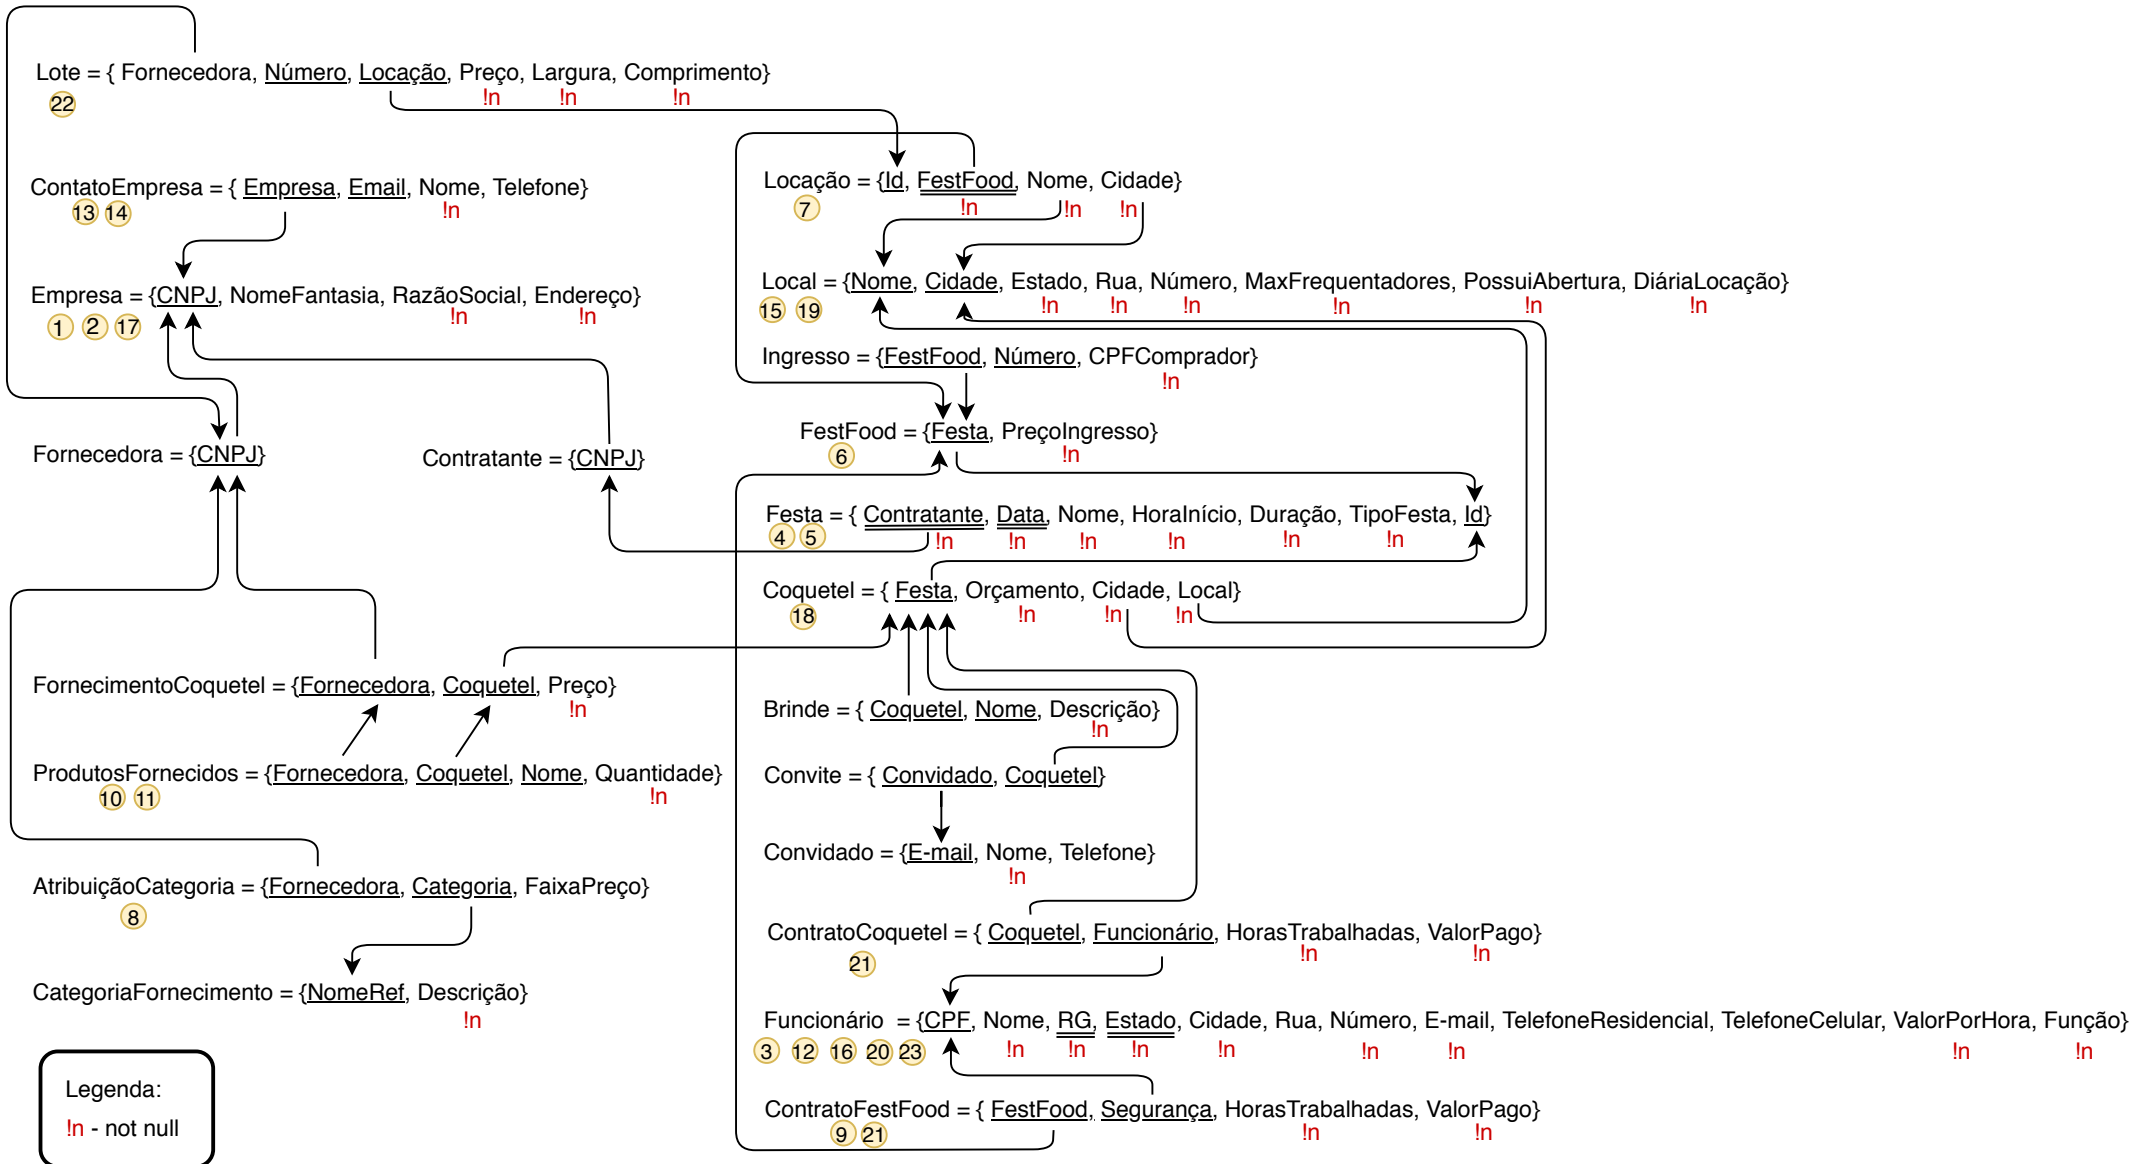 Lote = { Fornecedora, Número, Locação, Preço, Largura, Comprimento}
22 !n !n !n
ContatoEmpresa = { Empresa, Email, Nome, Telefone}
13 14 !n
Empresa = {CNPJ, NomeFantasia, RazãoSocial, Endereço}
1 2 17 !n !n
Fornecedora = {CNPJ}
Contratante = {CNPJ}
FornecimentoCoquetel = {Fornecedora, Coquetel, Preço}
!n
ProdutosFornecidos = {Fornecedora, Coquetel, Nome, Quantidade}
10 11 !n
AtribuiçãoCategoria = {Fornecedora, Categoria, FaixaPreço}
8
CategoriaFornecimento = {NomeRef, Descrição}
!n
Legenda:
!n - not null
Locação = {Id, FestFood, Nome, Cidade}
7 !n !n !n
Local = {Nome, Cidade, Estado, Rua, Número, MaxFrequentadores, PossuiAbertura, DiáriaLocação}
15 19 !n !n !n !n !n !n
Ingresso = {FestFood, Número, CPFComprador}
!n
FestFood = {Festa, PreçoIngresso}
6 !n
Festa = { Contratante, Data, Nome, HoraInício, Duração, TipoFesta, Id}
4 5 !n !n !n !n !n !n
Coquetel = { Festa, Orçamento, Cidade, Local}
18 !n !n !n
Brinde = { Coquetel, Nome, Descrição}
!n
Convite = { Convidado, Coquetel}
Convidado = {E-mail, Nome, Telefone}
!n
ContratoCoquetel = { Coquetel, Funcionário, HorasTrabalhadas, ValorPago}
21 !n !n
Funcionário = {CPF, Nome, RG, Estado, Cidade, Rua, Número, E-mail, TelefoneResidencial, TelefoneCelular, ValorPorHora, Função}
3 12 16 20 23 !n !n !n !n !n !n !n !n
ContratoFestFood = { FestFood, Segurança, HorasTrabalhadas, ValorPago}
9 21 !n !n